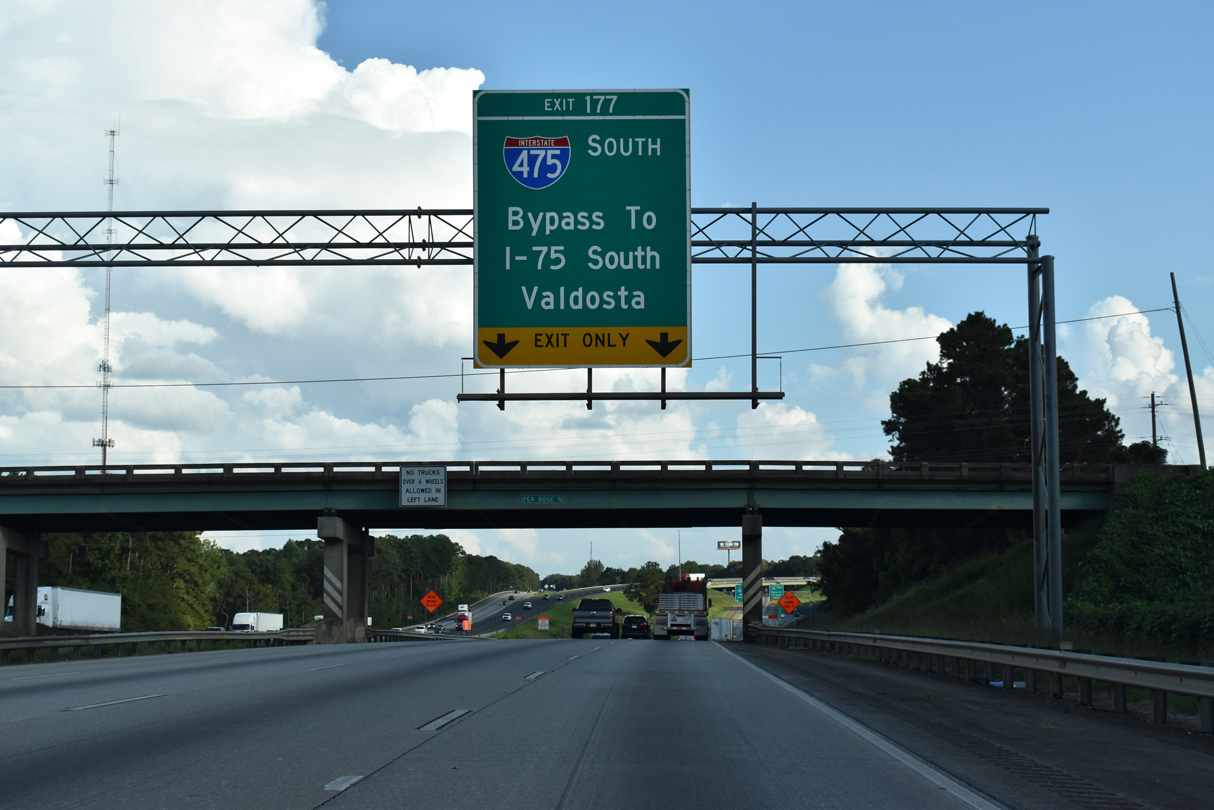 EXIT 177
INTERSTATE
475
SOUTH
Bypass To
I-75 South
Valdosta
EXIT ONLY
NO TRUCKS
OVER 6 WHEELS
ALLOWED IN
LEFT LANE
PEA RIDGE RD